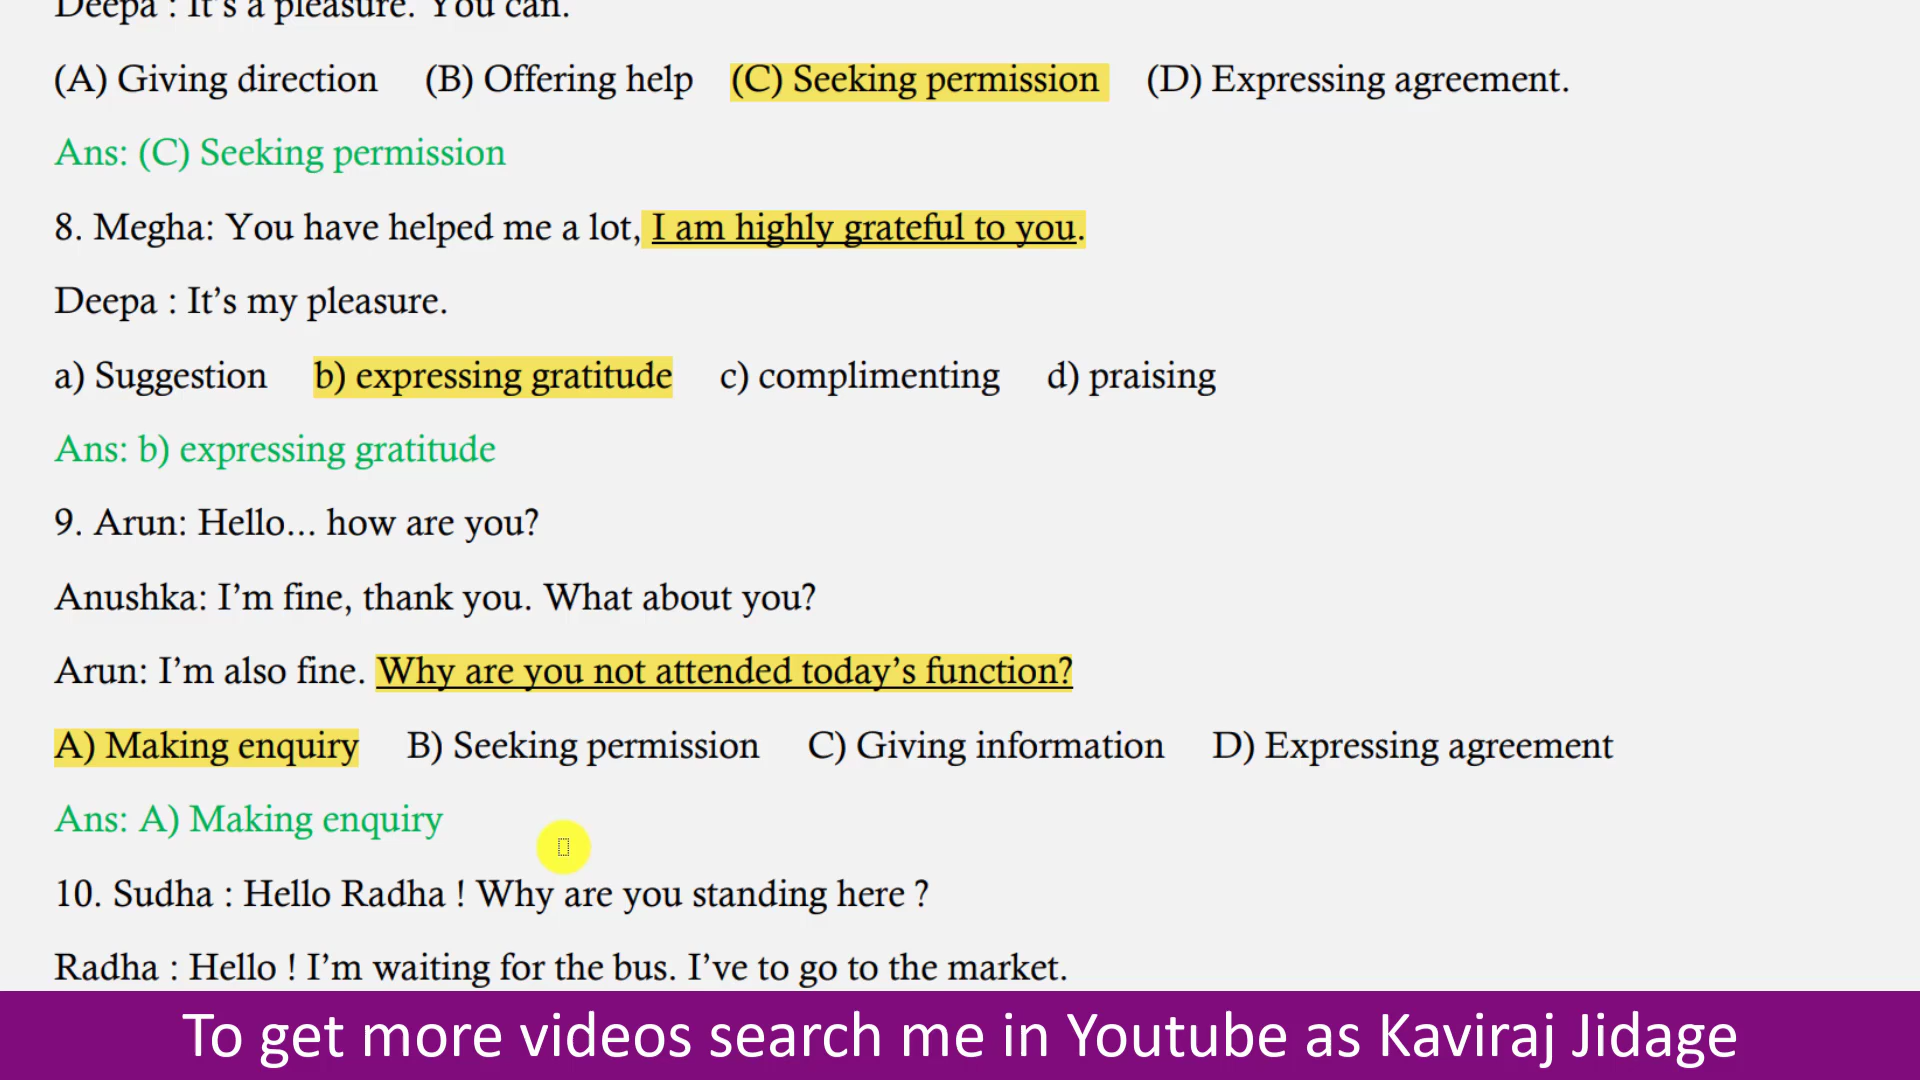 Deepa : It's a pleasure. You can.
(A) Giving direction (B) Offering help (C) Seeking permission (D) Expressing agreement.
Ans: (C) Seeking permission
8. Megha: You have helped me a lot, I am highly grateful to you.
Deepa : It’s my pleasure.
a) Suggestion b) expressing gratitude c) complimenting d) praising
Ans: b) expressing gratitude
9. Arun: Hello... how are you?
Anushka: I’m fine, thank you. What about you?
Arun: I’m also fine. Why are you not attended today’s function?
A) Making enquiry B) Seeking permission C) Giving information D) Expressing agreement
Ans: A) Making enquiry
10. Sudha : Hello Radha ! Why are you standing here ?
Radha : Hello ! I’m waiting for the bus. I’ve to go to the market.
To get more videos search me in Youtube as Kaviraj Jidage